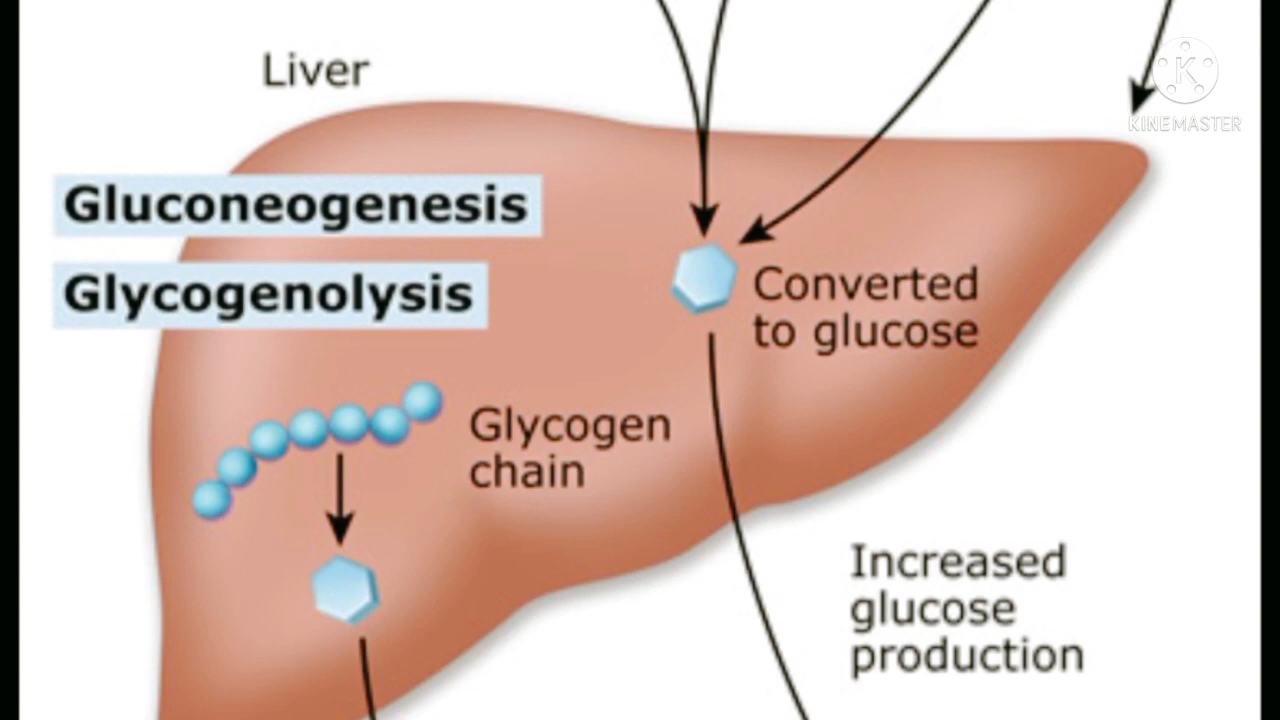 Liver
K
KINEMASTER
Gluconeogenesis
Glycogenolysis
Converted
to glucose
Glycogen
chain
Increased
glucose
production